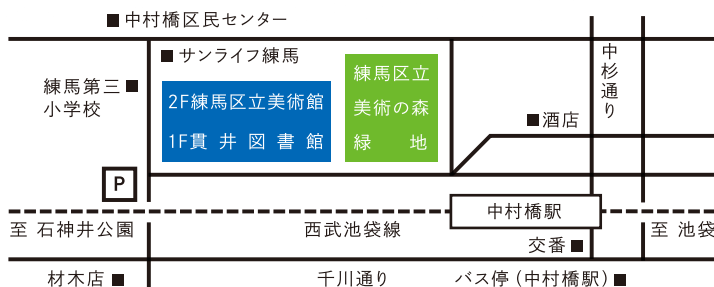 ■中村橋区民センター
■サンライフ練馬
練馬第三■
小学校
2F練馬区立美術館
1F貫井図書館
練馬区立
美術の森
緑地
中杉通り
■酒店
P
中村橋駅
至 石神井公園
西武池袋線
至 池袋
交番■
材木店■
千川通り
バス停(中村橋駅)■